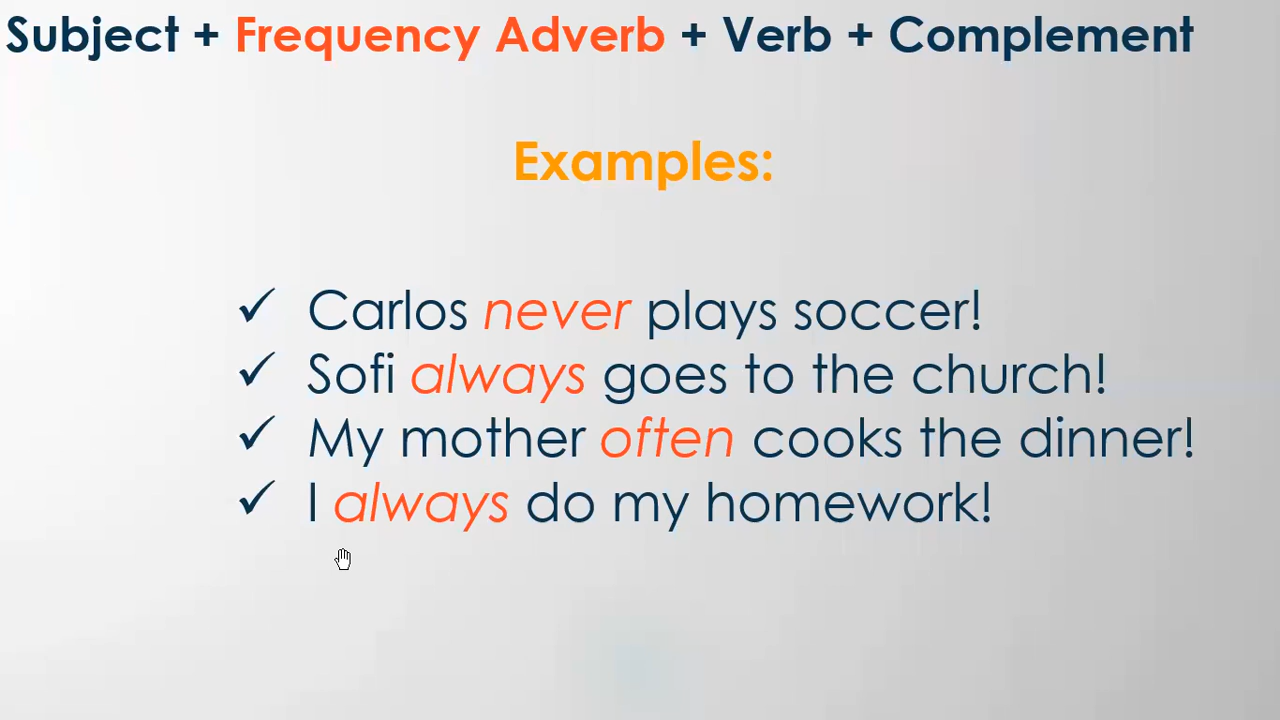 Subject + Frequency Adverb + Verb + Complement
Examples:
✓ Carlos never plays soccer!
✓ Sofi always goes to the church!
✓ My mother often cooks the dinner!
✓ I always do my homework!